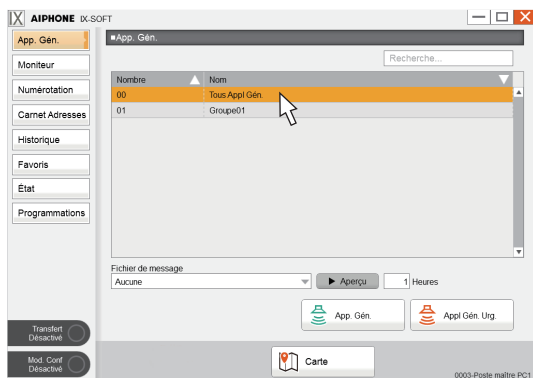 IX AIPHONE IX-SOFT
App. Gén.
Moniteur
Numérotation
Carnet Adresses
Historique
Favoris
État
Programmations
Transfert
Désactivé
Mod. Conf
Désactivé
■App. Gén.
Recherche...
Nombre Nom
00 Tous Appl Gén.
01 Groupe01
Fichier de message
Aucune Aperçu 1 Heures
App. Gén. Appl Gén. Urg.
Carte
0003-Poste maître PC1